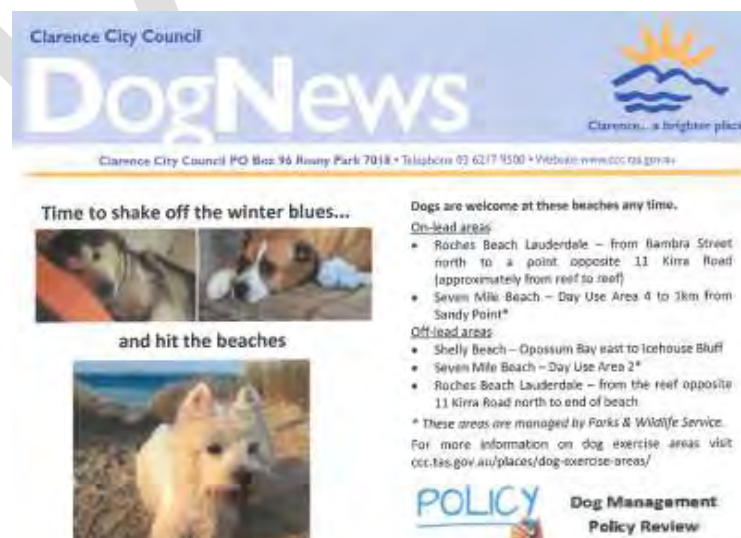 Clarence City Council
DogNews
Clarence... a brighter place
Clarence City Council PO Box 96 Rosny Park 7018 • Telephone 03 6217 9500 • Website www.ccc.tas.gov.au
Time to shake off the winter blues...
and hit the beaches
Dogs are welcome at these beaches any time.
On-lead areas
• Roches Beach Lauderdale – from Bambra Street
north to a point opposite 11 Kirra Road
(approximately from reef to reef)
• Seven Mile Beach – Day Use Area 4 to 1km from
Sandy Point*
Off-lead areas
• Shelly Beach – Opossum Bay east to Icehouse Bluff
• Seven Mile Beach – Day Use Area 2*
• Roches Beach Lauderdale – from the reef opposite
11 Kirra Road north to end of beach
* These areas are managed by Parks & Wildlife Service.
For more information on dog exercise areas visit
ccc.tas.gov.au/places/dog-exercise-areas/
POLICY
Dog Management
Policy Review